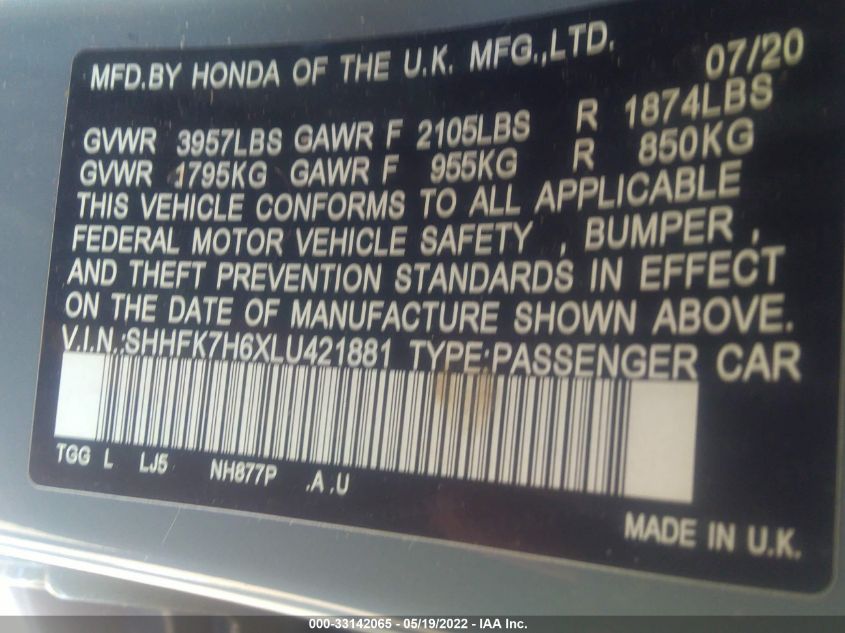 MFD.BY HONDA OF THE U.K. MFG.,LTD. 07/20
GVWR 3957LBS GAWR F 2105LBS R 1874LBS
GVWR 1795KG GAWR F 955KG R 850KG
THIS VEHICLE CONFORMS TO ALL APPLICABLE
FEDERAL MOTOR VEHICLE SAFETY , BUMPER ,
AND THEFT PREVENTION STANDARDS IN EFFECT
ON THE DATE OF MANUFACTURE SHOWN ABOVE.
V.I.N.:SHHFK7H6XLU421881 TYPE:PASSENGER CAR
TGG L LJ5 NH877P .A .U
MADE IN U.K.
000-33142065 - 05/19/2022 - IAA Inc.